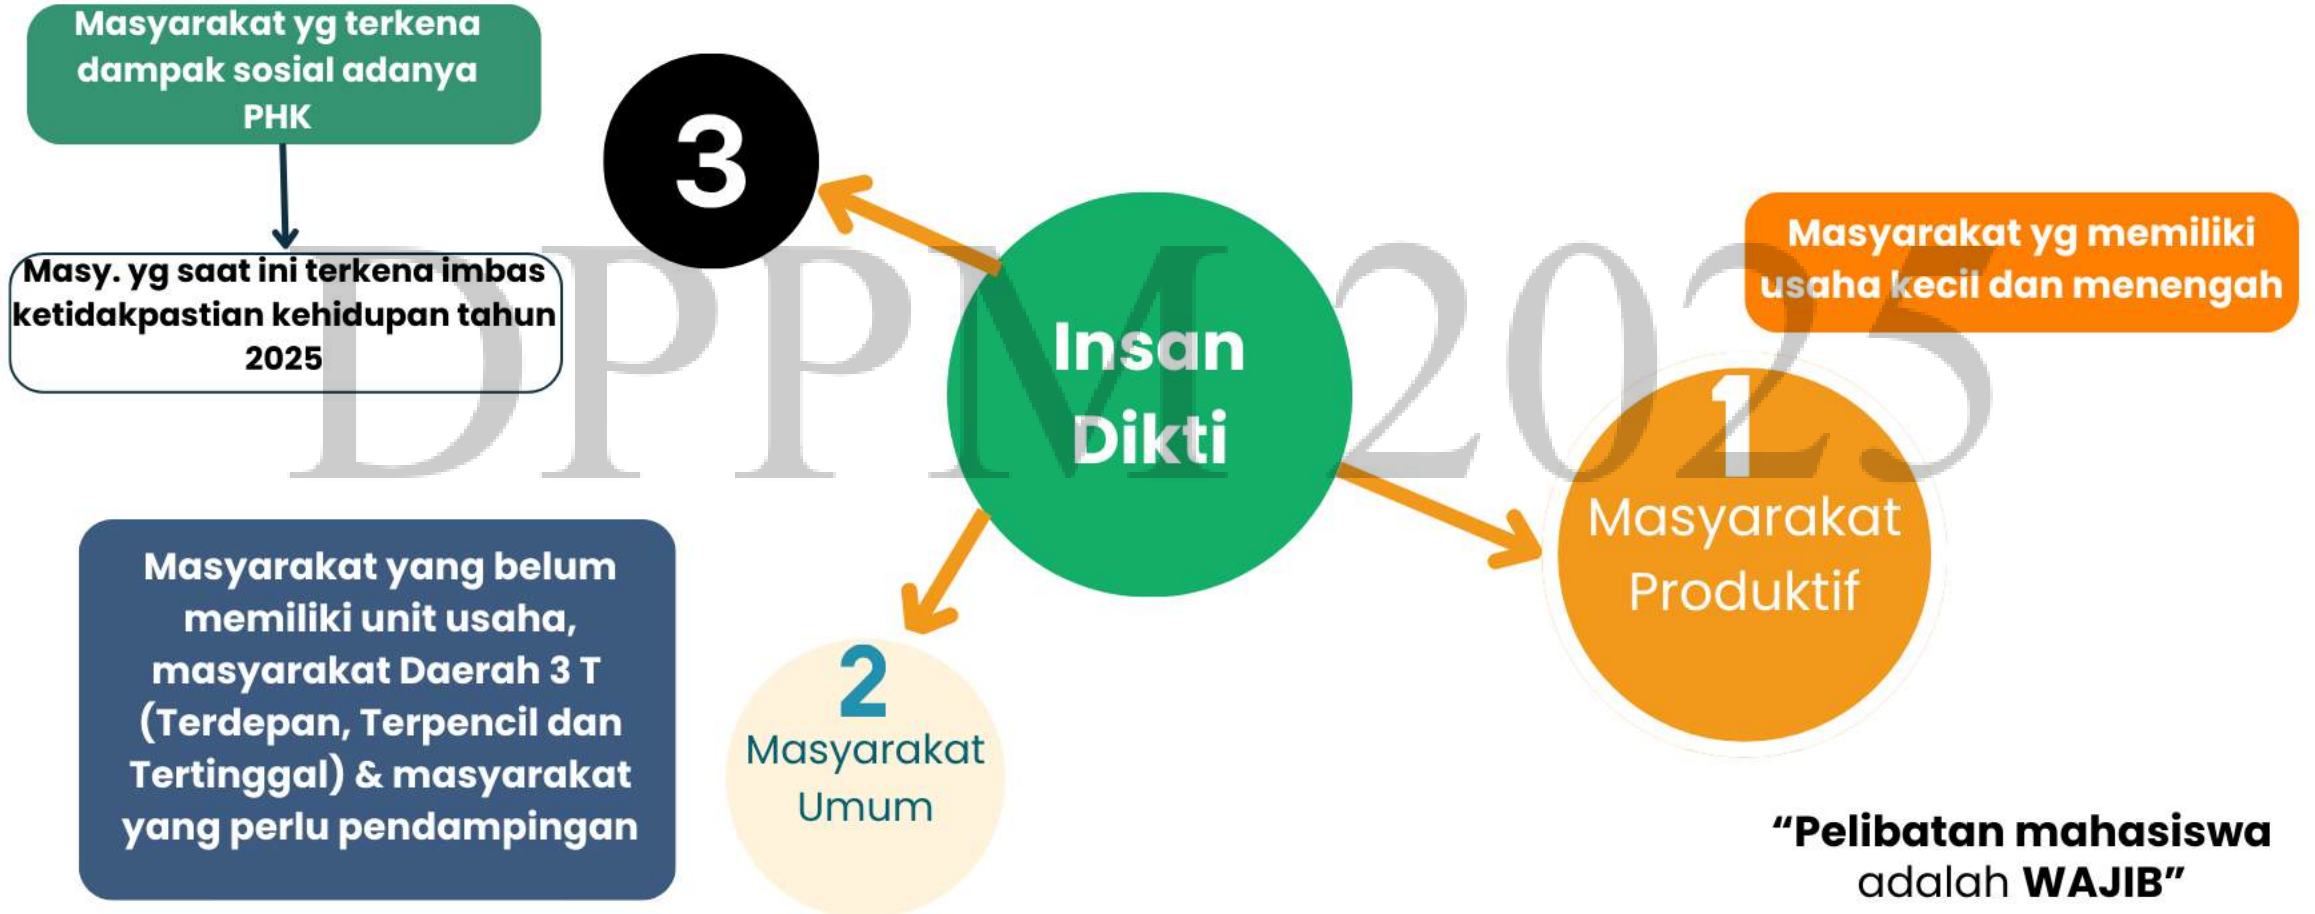 Masyarakat yg terkena
dampak sosial adanya
PHK
3
Masy. yg saat ini terkena imbas
ketidakpastian kehidupan tahun
2025
Insan
Dikti
Masyarakat yg memiliki
usaha kecil dan menengah
1
Masyarakat
Produktif
DPPM 2025
Masyarakat yang belum
memiliki unit usaha,
masyarakat Daerah 3 T
(Terdepan, Terpencil dan
Tertinggal) & masyarakat
yang perlu pendampingan
2
Masyarakat
Umum
“Pelibatan mahasiswa
adalah WAJIB”